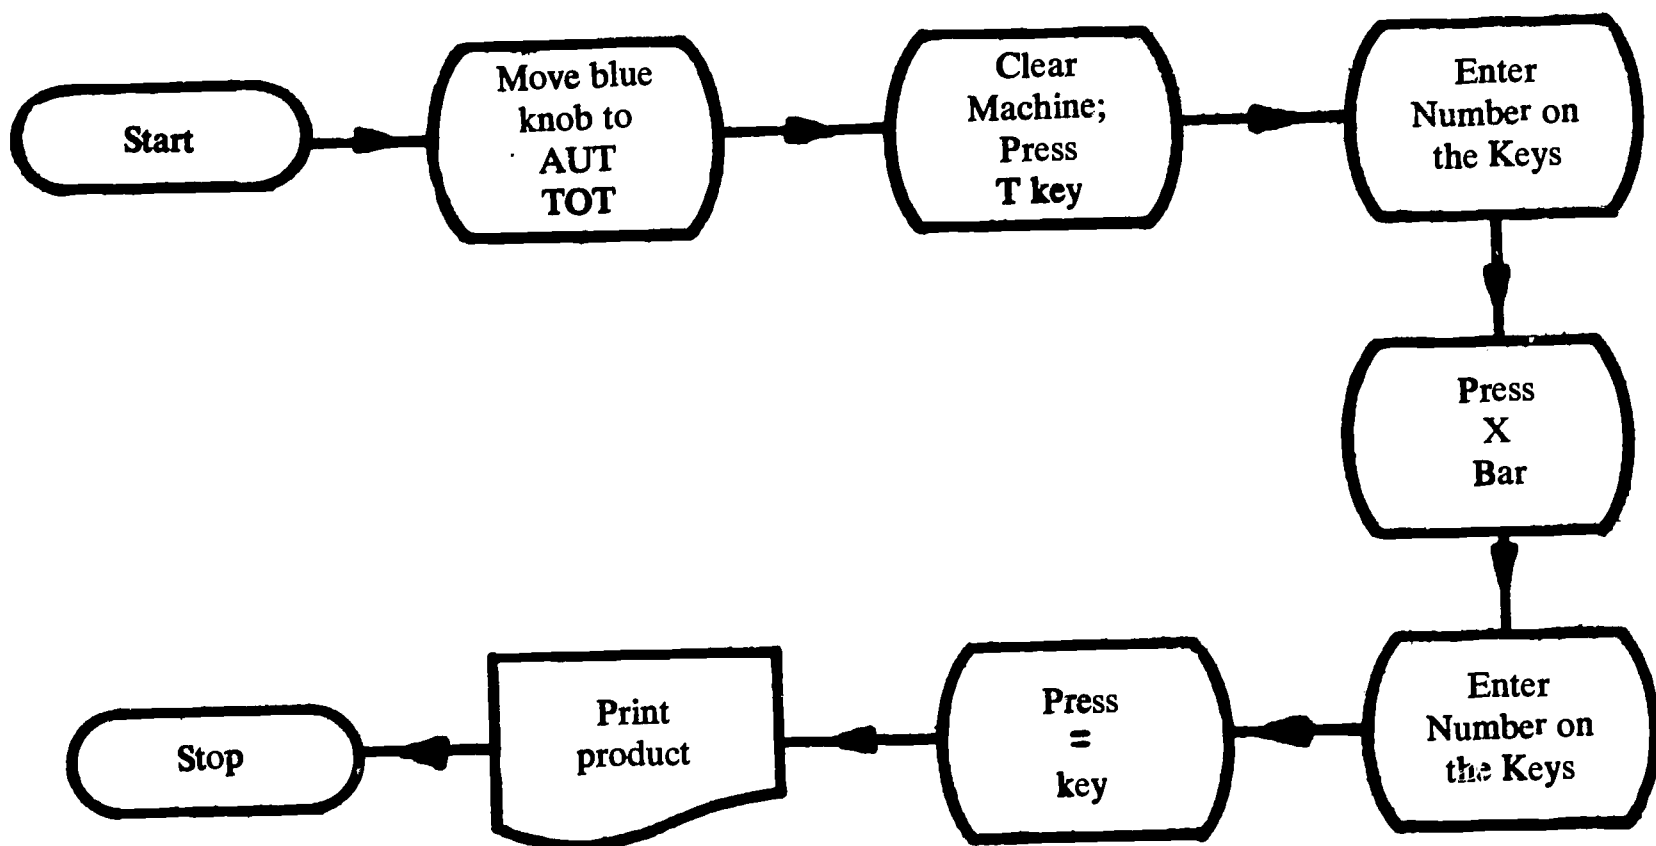 Start
Move blue
knob to
AUT
TOT
Clear
Machine;
Press
T key
Enter
Number on
the Keys
Press
X
Bar
Enter
Number on
the Keys
Press
=
key
Print
product
Stop